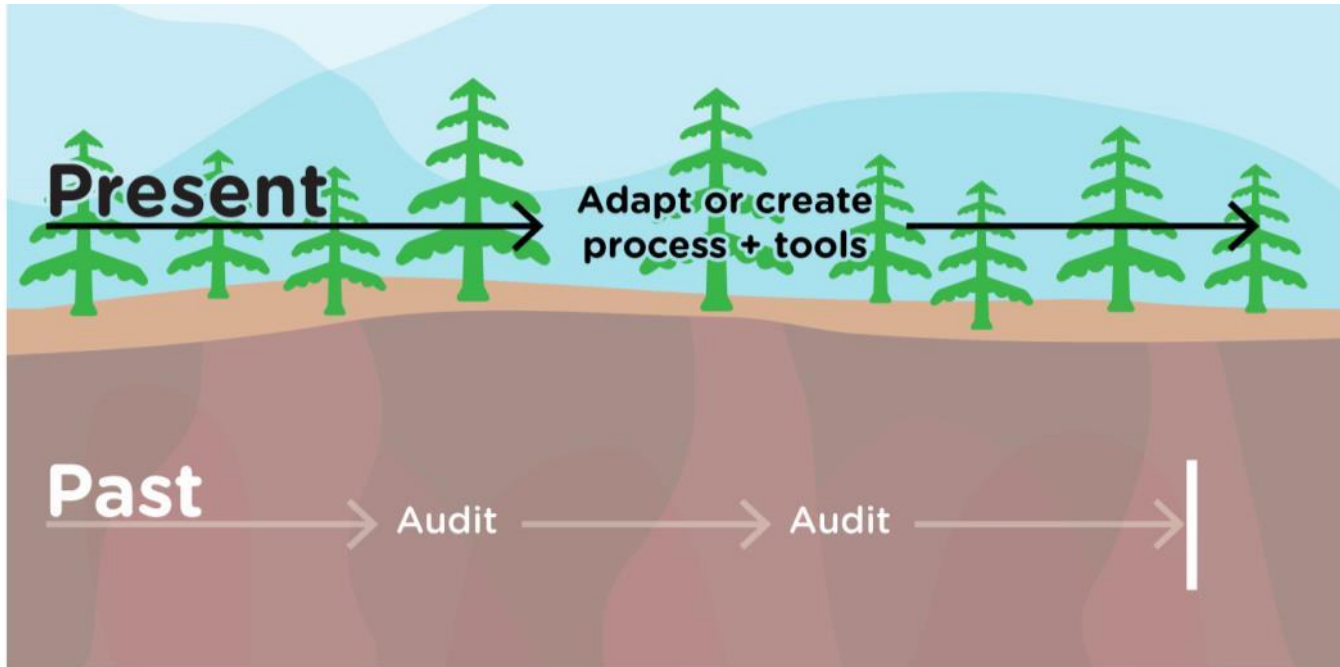 Present
Adapt or create
process + tools
Past
Audit
Audit